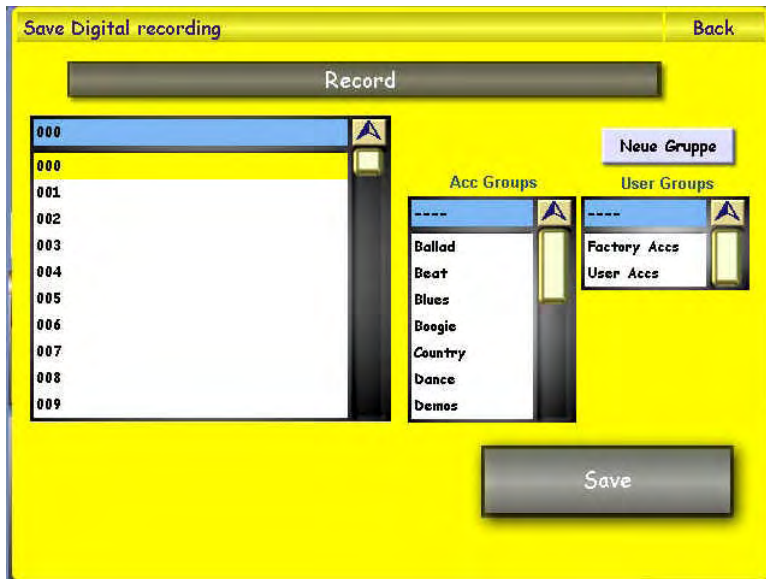 Save Digital recording
Back
Record
000
000
001
002
003
004
005
006
007
008
009
Neue Gruppe
Acc Groups
----
Ballad
Beat
Blues
Boogie
Country
Dance
Demos
User Groups
----
Factory Accs
User Accs
Save